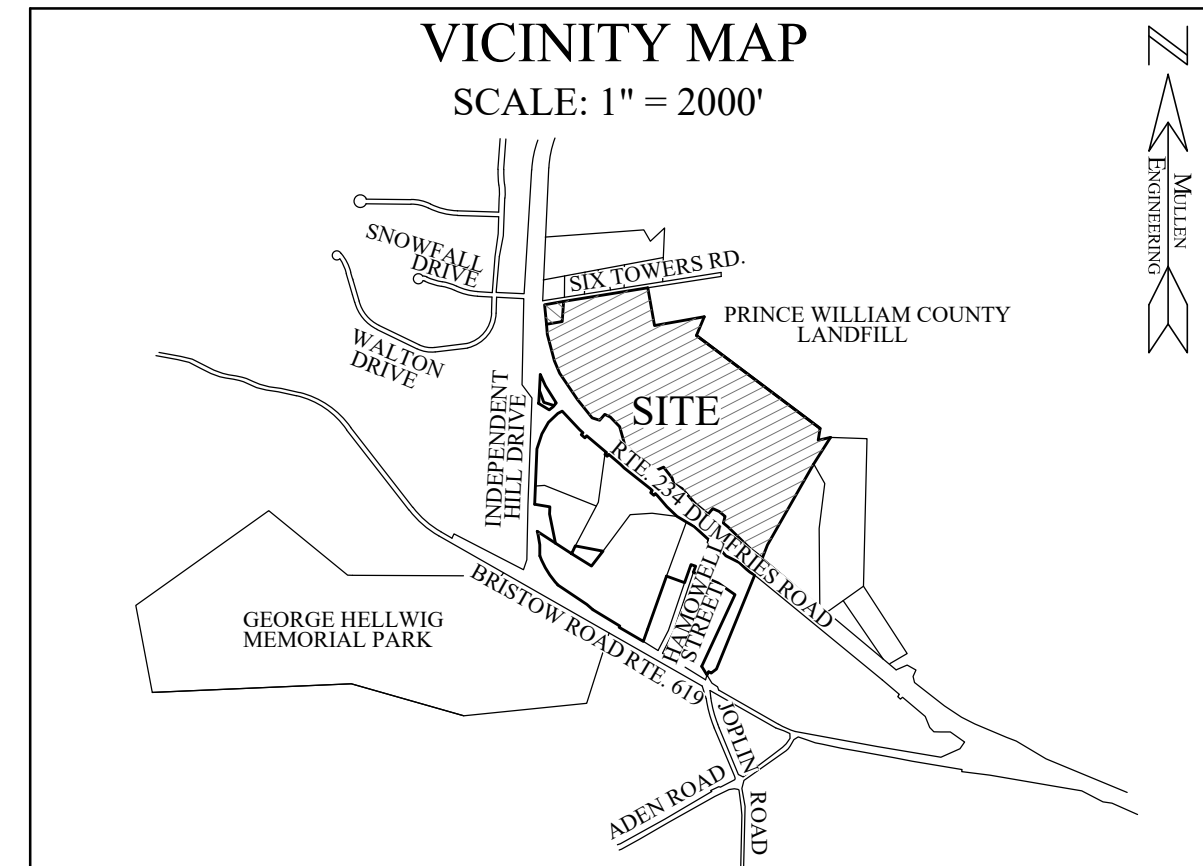 VICINITY MAP
SCALE: 1" = 2000'
N
MULLEN
ENGINEERING
SNOWFALL
DRIVE
SIX TOWERS RD.
PRINCE WILLIAM COUNTY
LANDFILL
WALTON
DRIVE
INDEPENDENT
HILL DRIVE
SITE
RTE. 234 DUMFRIES ROAD
HAMOWELL
STREET
BRISTOW ROAD RTE. 619
GEORGE HELLWIG
MEMORIAL PARK
JOPLIN
ROAD
ADEN ROAD